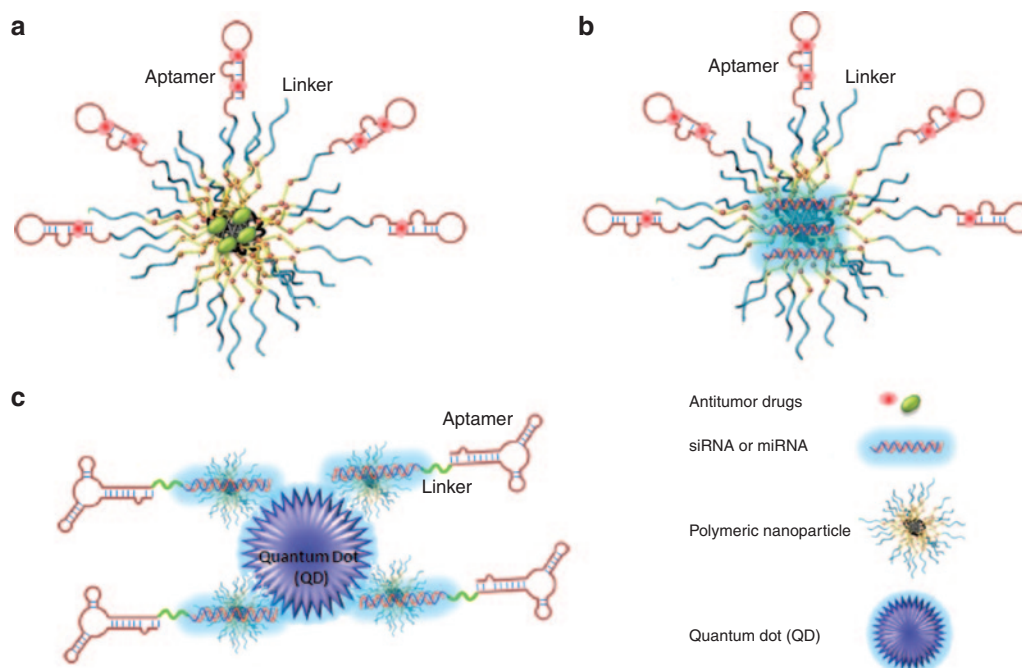 a
Aptamer
Linker
b
Aptamer
Linker
c
Aptamer
Linker
Quantum Dot
(QD)
Antitumor drugs
siRNA or miRNA
Polymeric nanoparticle
Quantum dot (QD)